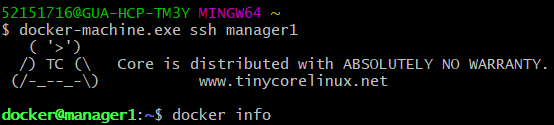 52151716@GUA-HCP-TM3Y MINGW64 ~
$ docker-machine.exe ssh manager1
   ( '>')
  /) TC (\   Core is distributed with ABSOLUTELY NO WARRANTY.
 (/-_--_-\)           www.tinycorelinux.net

docker@manager1:~$ docker info